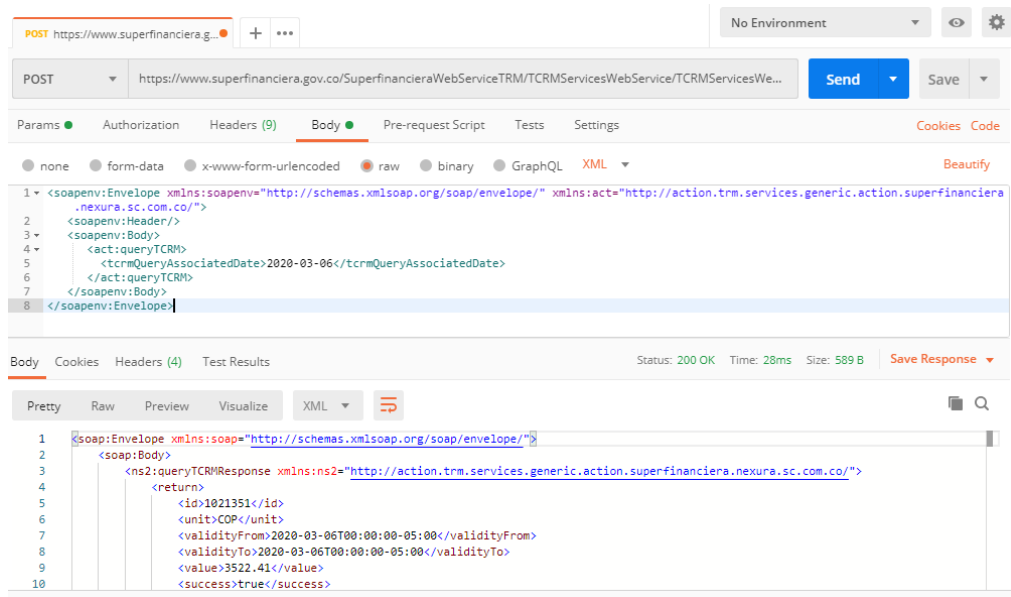 POST https://www.superfinanciera.g... + ••• No Environment
POST https://www.superfinanciera.gov.co/SuperfinancieraWebServiceTRM/TCRMServicesWebService/TCRMServicesWe... Send Save
Params Authorization Headers (9) Body Pre-request Script Tests Settings Cookies Code
none form-data x-www-form-urlencoded raw binary GraphQL XML Beautify
1 <soapenv:Envelope xmlns:soapenv="http://schemas.xmlsoap.org/soap/envelope/" xmlns:act="http://action.trm.services.generic.action.superfinanciera
.nexura.sc.com.co/">
2 <soapenv:Header/>
3 <soapenv:Body>
4 <act:queryTCRM>
5 <tcrmQueryAssociatedDate>2020-03-06</tcrmQueryAssociatedDate>
6 </act:queryTCRM>
7 </soapenv:Body>
8 </soapenv:Envelope>
Body Cookies Headers (4) Test Results Status: 200 OK Time: 28ms Size: 589 B Save Response
Pretty Raw Preview Visualize XML
1 <soap:Envelope xmlns:soap="http://schemas.xmlsoap.org/soap/envelope/">
2 <soap:Body>
3 <ns2:queryTCRMResponse xmlns:ns2="http://action.trm.services.generic.action.superfinanciera.nexura.sc.com.co/">
4 <return>
5 <id>1021351</id>
6 <unit>COP</unit>
7 <validityFrom>2020-03-06T00:00:00-05:00</validityFrom>
8 <validityTo>2020-03-06T00:00:00-05:00</validityTo>
9 <value>3522.41</value>
10 <success>true</success>